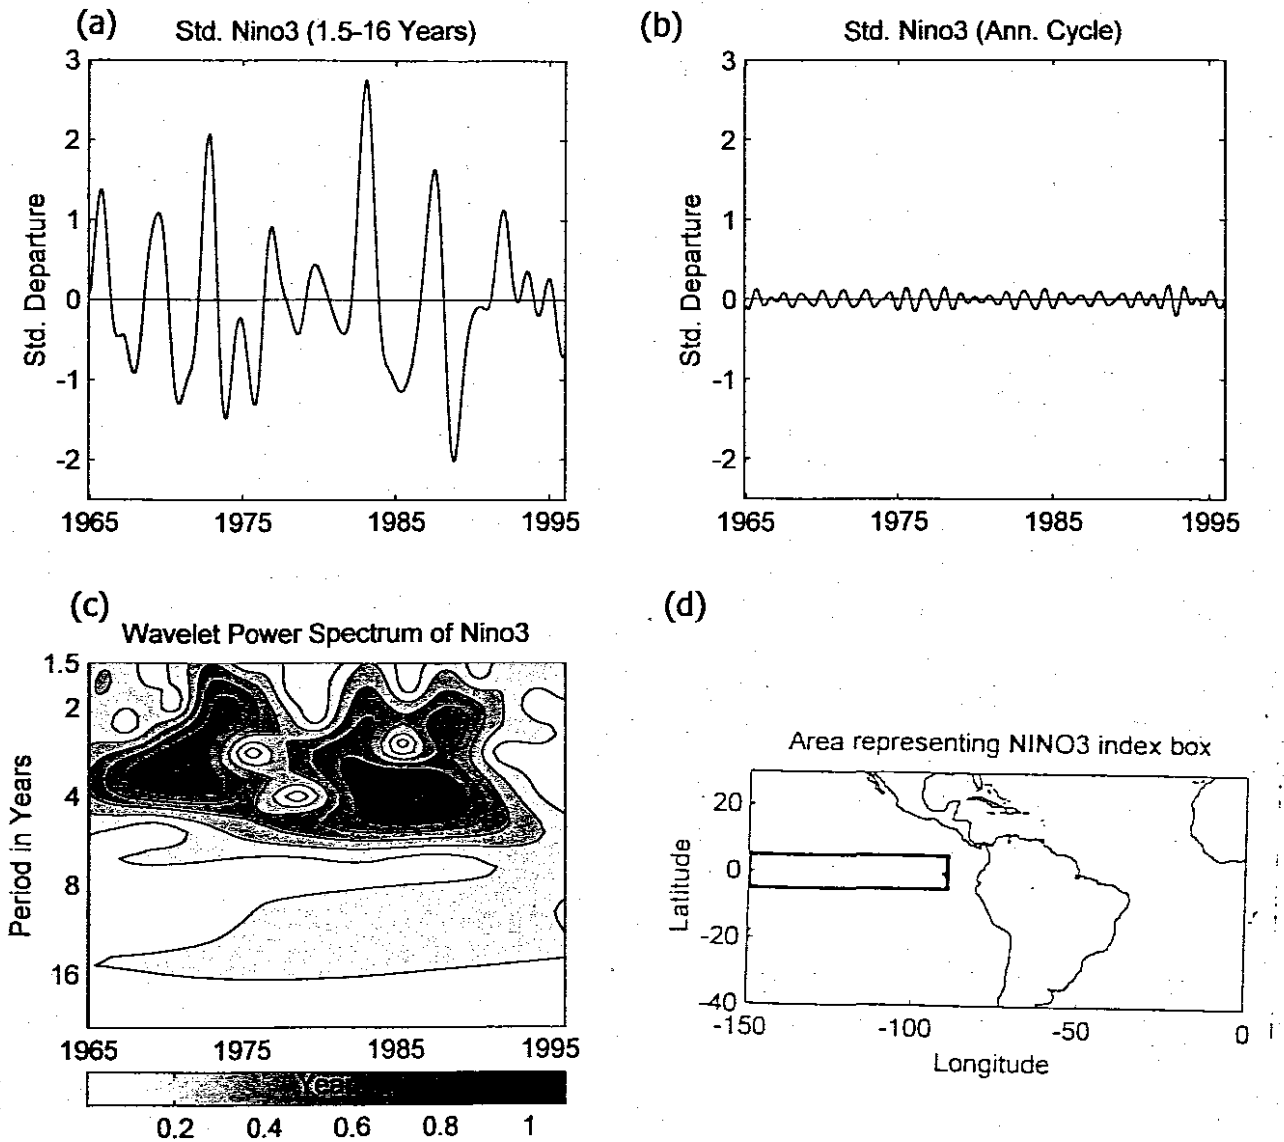 (a)
Std. Nino3 (1.5-16 Years)
3
2
1
0
-1
-2
Std. Departure
1965 1975 1985 1995
(b)
Std. Nino3 (Ann. Cycle)
3
2
1
0
-1
-2
Std. Departure
1965 1975 1985 1995
(c)
Wavelet Power Spectrum of Nino3
1.5
2
4
8
16
Period in Years
1965 1975 1985 1995
Year
0.2 0.4 0.6 0.8 1
(d)
Area representing NINO3 index box
20
0
-20
-40
Latitude
-150 -100 -50 0
Longitude